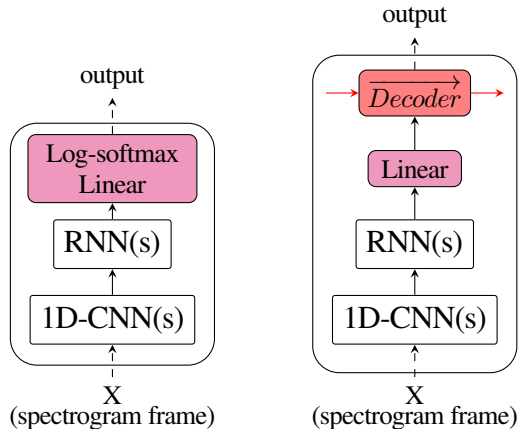 output
Log-softmax
Linear
RNN(s)
1D-CNN(s)
X
(spectrogram frame)
output
Decoder
Linear
RNN(s)
1D-CNN(s)
X
(spectrogram frame)